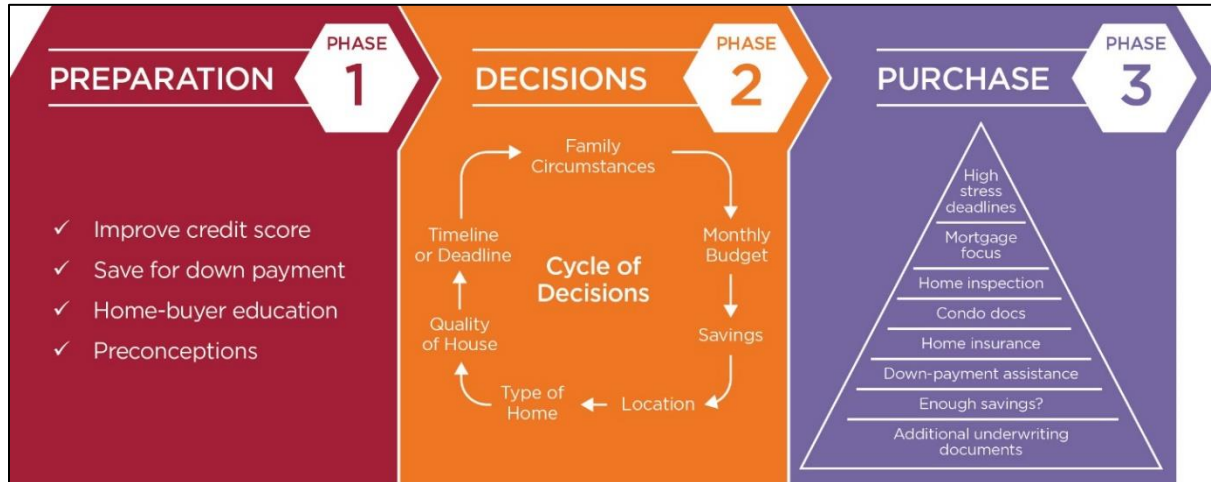 PREPARATION
PHASE
1
✓ Improve credit score
✓ Save for down payment
✓ Home-buyer education
✓ Preconceptions
DECISIONS
PHASE
2
Family
Circumstances
Monthly
Budget
Savings
Location
Type of
Home
Quality
of House
Timeline
or Deadline
Cycle of
Decisions
PURCHASE
PHASE
3
High
stress
deadlines
Mortgage
focus
Home inspection
Condo docs
Home insurance
Down-payment assistance
Enough savings?
Additional underwriting
documents